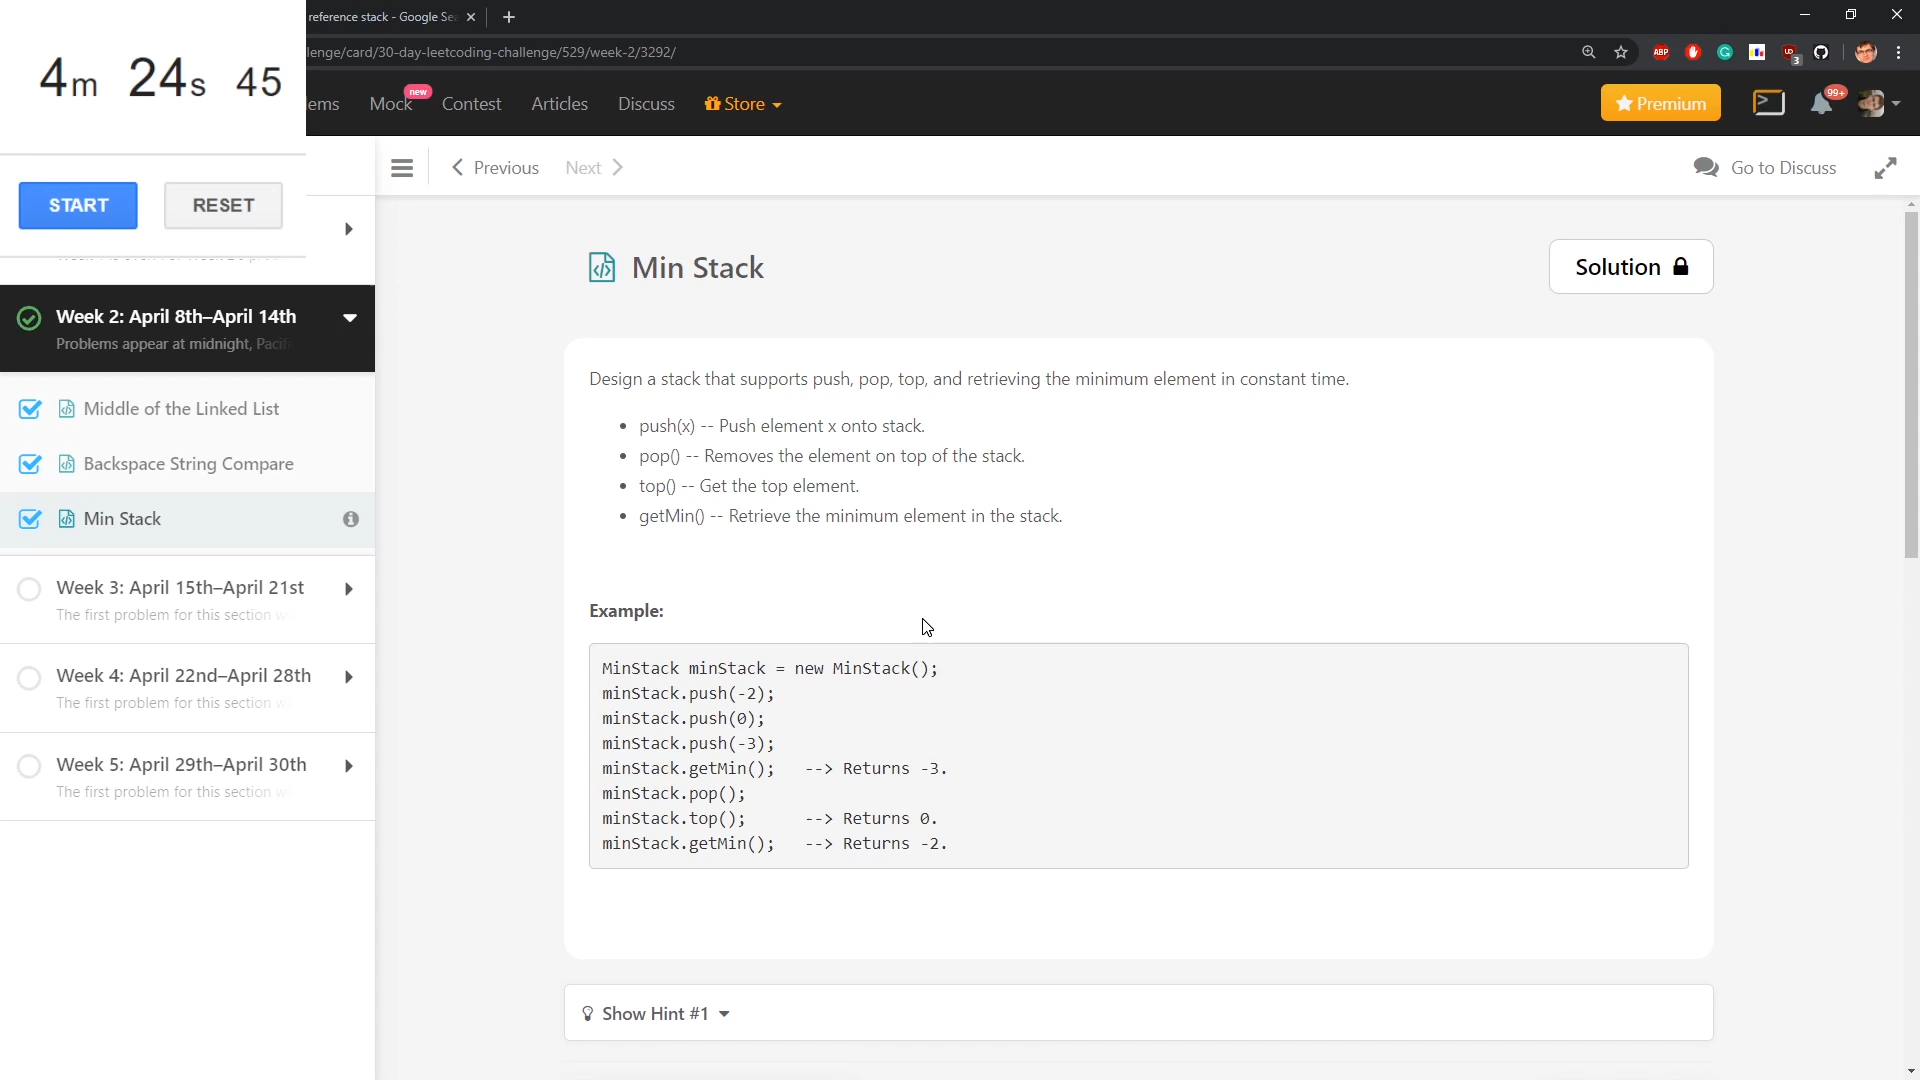 reference stack - Google Se
lenge/card/30-day-leetcoding-challenge/529/week-2/3292/
ABP
3
4m 24s 45
START RESET
lems Mock new Contest Articles Discuss Store Premium 99+
Previous Next Go to Discuss
Week 2: April 8th–April 14th
Problems appear at midnight, Pacifi
Middle of the Linked List
Backspace String Compare
Min Stack
Week 3: April 15th–April 21st
The first problem for this section w
Week 4: April 22nd–April 28th
The first problem for this section w
Week 5: April 29th–April 30th
The first problem for this section w
Min Stack
Solution
Design a stack that supports push, pop, top, and retrieving the minimum element in constant time.
• push(x) -- Push element x onto stack.
• pop() -- Removes the element on top of the stack.
• top() -- Get the top element.
• getMin() -- Retrieve the minimum element in the stack.
Example:
MinStack minStack = new MinStack();
minStack.push(-2);
minStack.push(0);
minStack.push(-3);
minStack.getMin();   --> Returns -3.
minStack.pop();
minStack.top();      --> Returns 0.
minStack.getMin();   --> Returns -2.
Show Hint #1